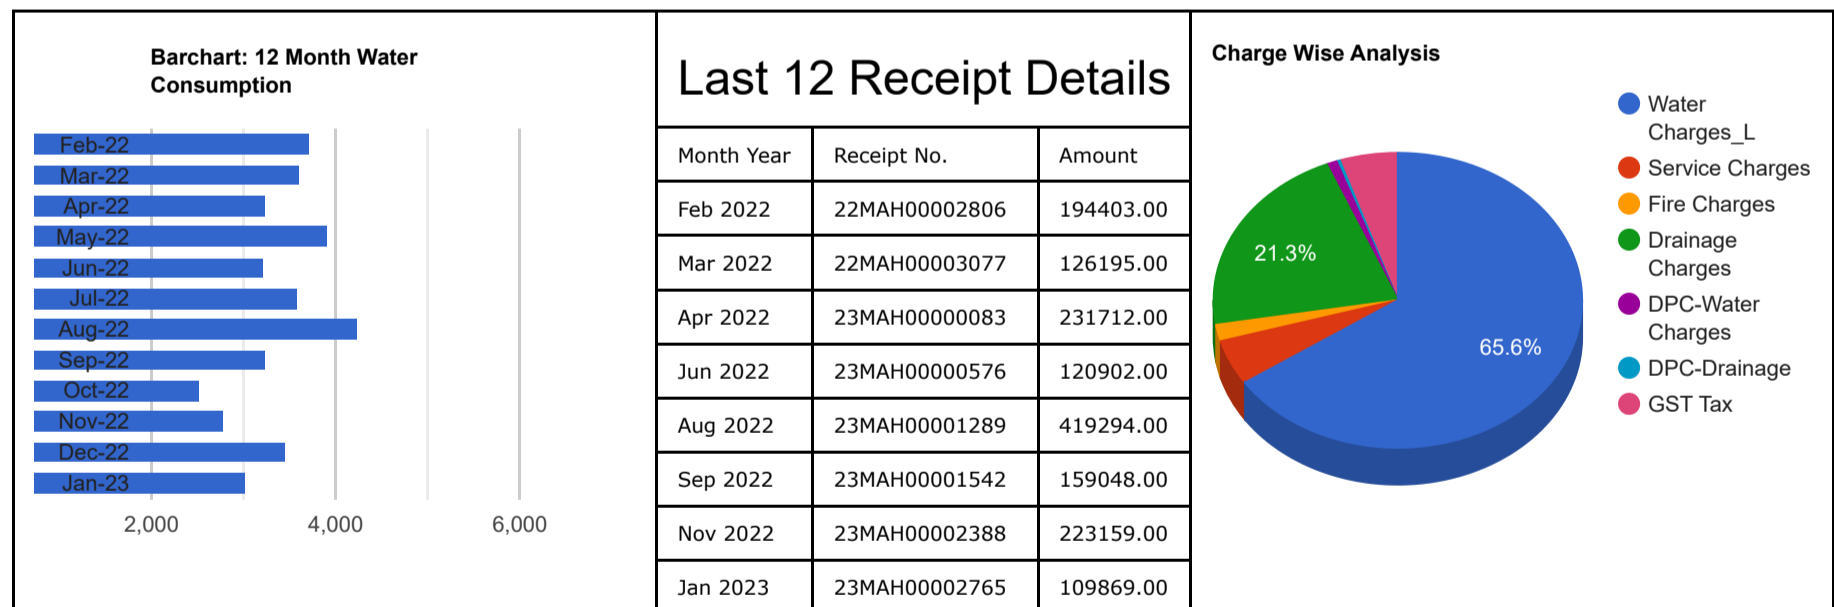 Barchart: 12 Month Water
Consumption
Feb-22
Mar-22
Apr-22
May-22
Jun-22
Jul-22
Aug-22
Sep-22
Oct-22
Nov-22
Dec-22
Jan-23
2,000 4,000 6,000
Last 12 Receipt Details
Month Year Receipt No. Amount
Feb 2022 22MAH00002806 194403.00
Mar 2022 22MAH00003077 126195.00
Apr 2022 23MAH00000083 231712.00
Jun 2022 23MAH00000576 120902.00
Aug 2022 23MAH00001289 419294.00
Sep 2022 23MAH00001542 159048.00
Nov 2022 23MAH00002388 223159.00
Jan 2023 23MAH00002765 109869.00
Charge Wise Analysis
21.3%
65.6%
Water
Charges_L
Service Charges
Fire Charges
Drainage
Charges
DPC-Water
Charges
DPC-Drainage
GST Tax